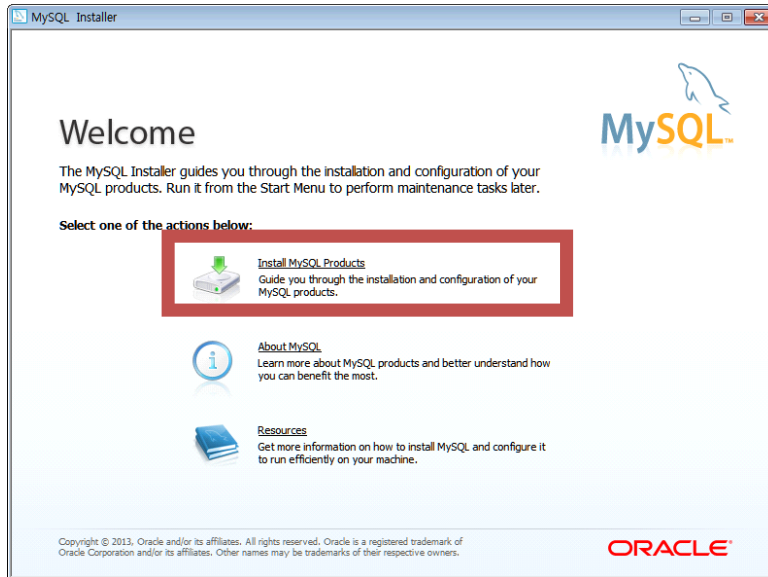 MySQL Installer
MySQL™
Welcome
The MySQL Installer guides you through the installation and configuration of your
MySQL products. Run it from the Start Menu to perform maintenance tasks later.
Select one of the actions below:
Install MySQL Products
Guide you through the installation and configuration of your
MySQL products.
About MySQL
Learn more about MySQL products and better understand how
you can benefit the most.
Resources
Get more information on how to install MySQL and configure it
to run efficiently on your machine.
Copyright © 2013, Oracle and/or its affiliates. All rights reserved. Oracle is a registered trademark of
Oracle Corporation and/or its affiliates. Other names may be trademarks of their respective owners.
ORACLE®